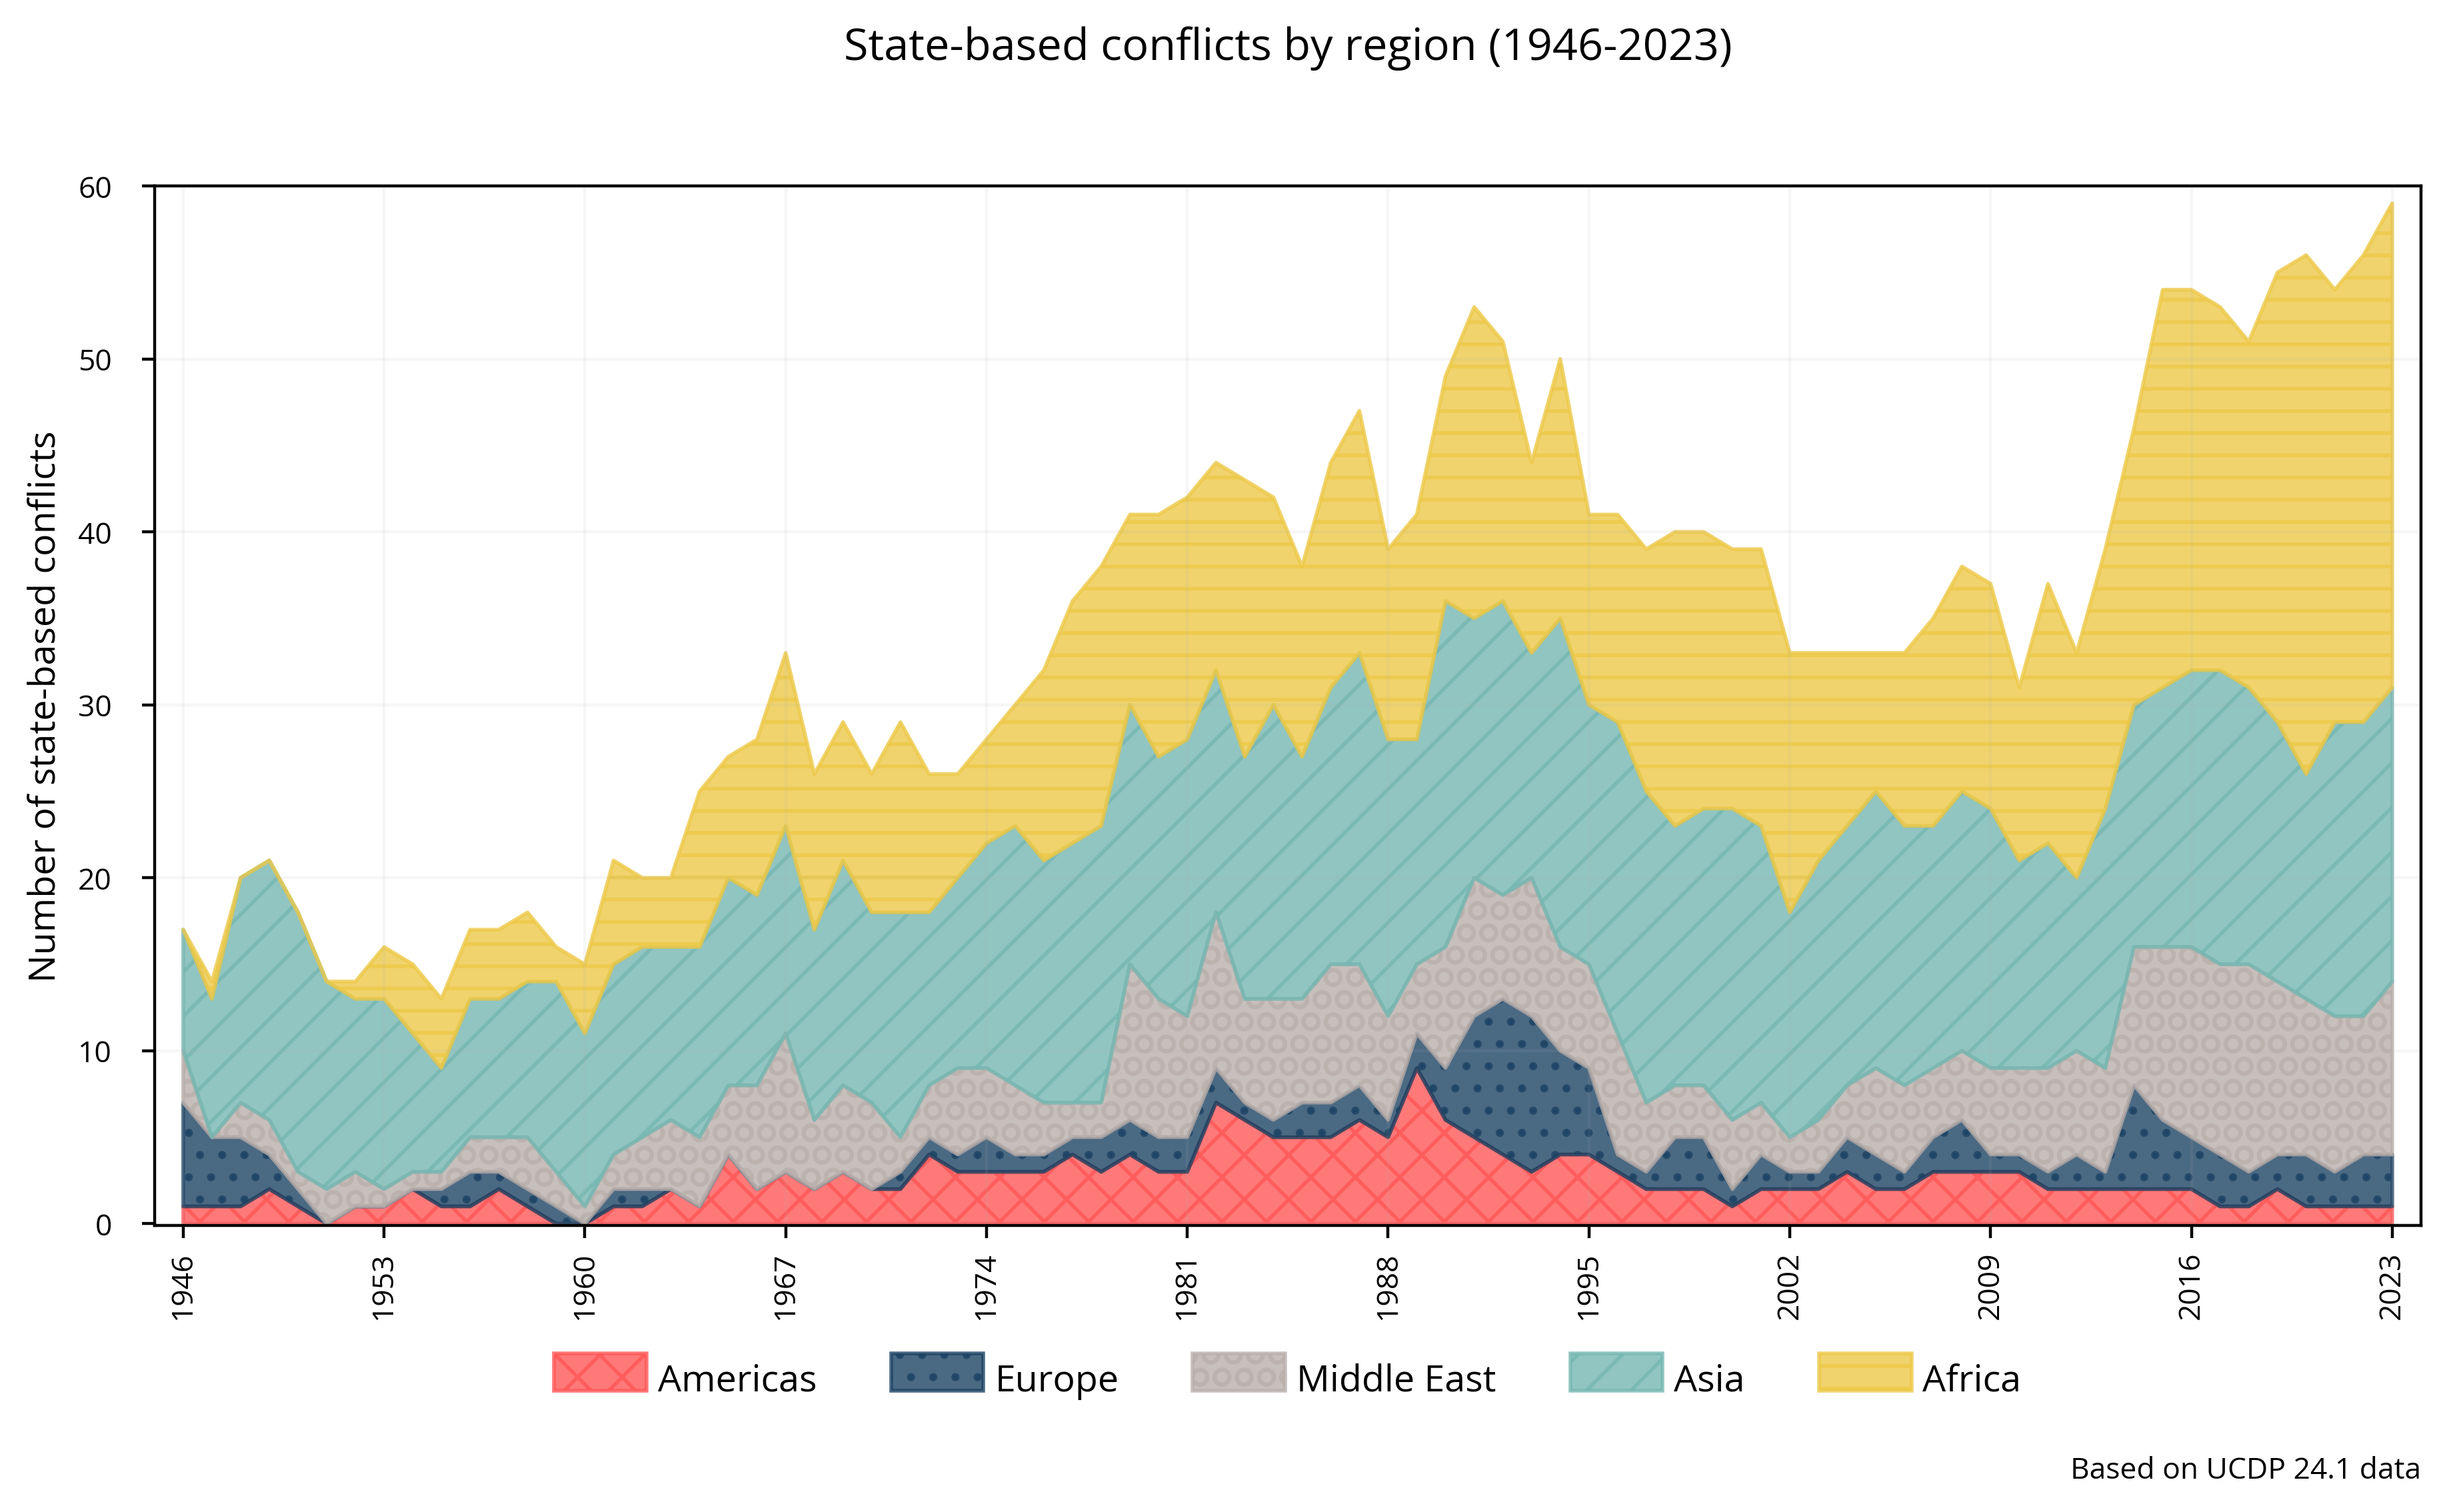 State-based conflicts by region (1946-2023)
Number of state-based conflicts
60
50
40
30
20
10
0
1946
1953
1960
1967
1974
1981
1988
1995
2002
2009
2016
2023
Americas
Europe
Middle East
Asia
Africa
Based on UCDP 24.1 data